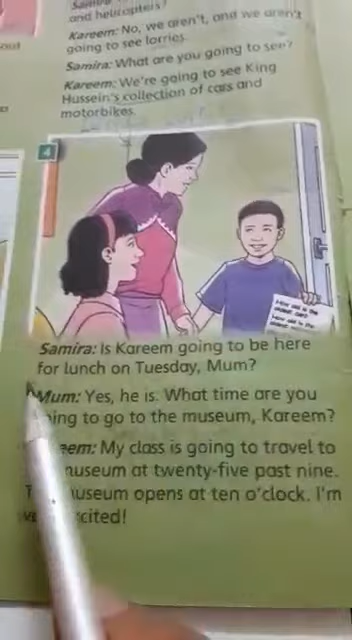 and helicopters?
Kareem: No, we aren't, and we aren't
going to see lorries.
Samira: What are you going to see?
Kareem: We're going to see King
Hussein's collection of cars and
motorbikes.
4
Samira: Is Kareem going to be here
for lunch on Tuesday, Mum?
Mum: Yes, he is. What time are you
to go to the museum, Kareem?
My class is going to travel to
at twenty-five past nine.
opens at ten o'clock. I'm